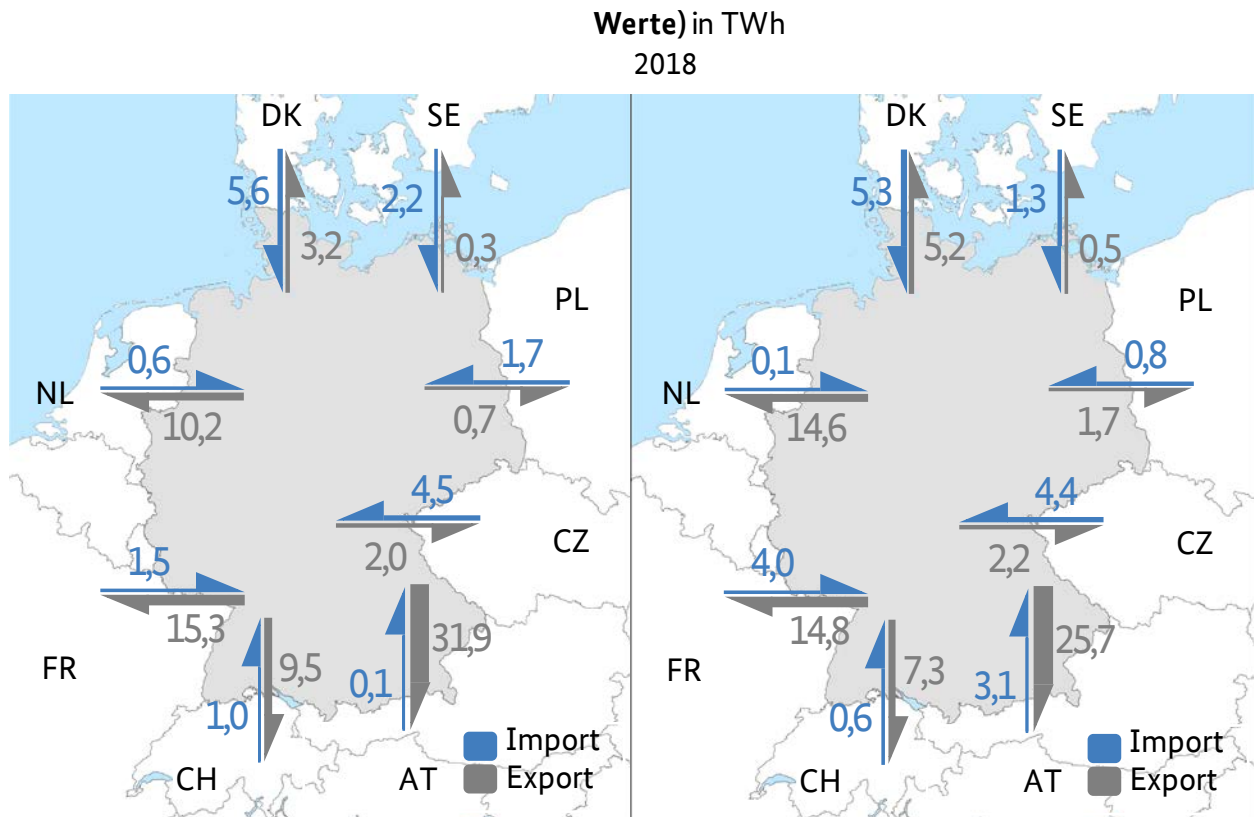 Werte) in TWh
2018
DK
SE
5,6
2,2
3,2
0,3
PL
0,6
1,7
NL
10,2
0,7
4,5
CZ
2,0
1,5
15,3
31,9
FR
9,5
0,1
1,0
Import
CH
AT
Export
DK
SE
5,3
1,3
5,2
0,5
PL
0,1
0,8
NL
14,6
1,7
4,4
CZ
2,2
4,0
14,8
25,7
FR
7,3
3,1
0,6
Import
CH
AT
Export